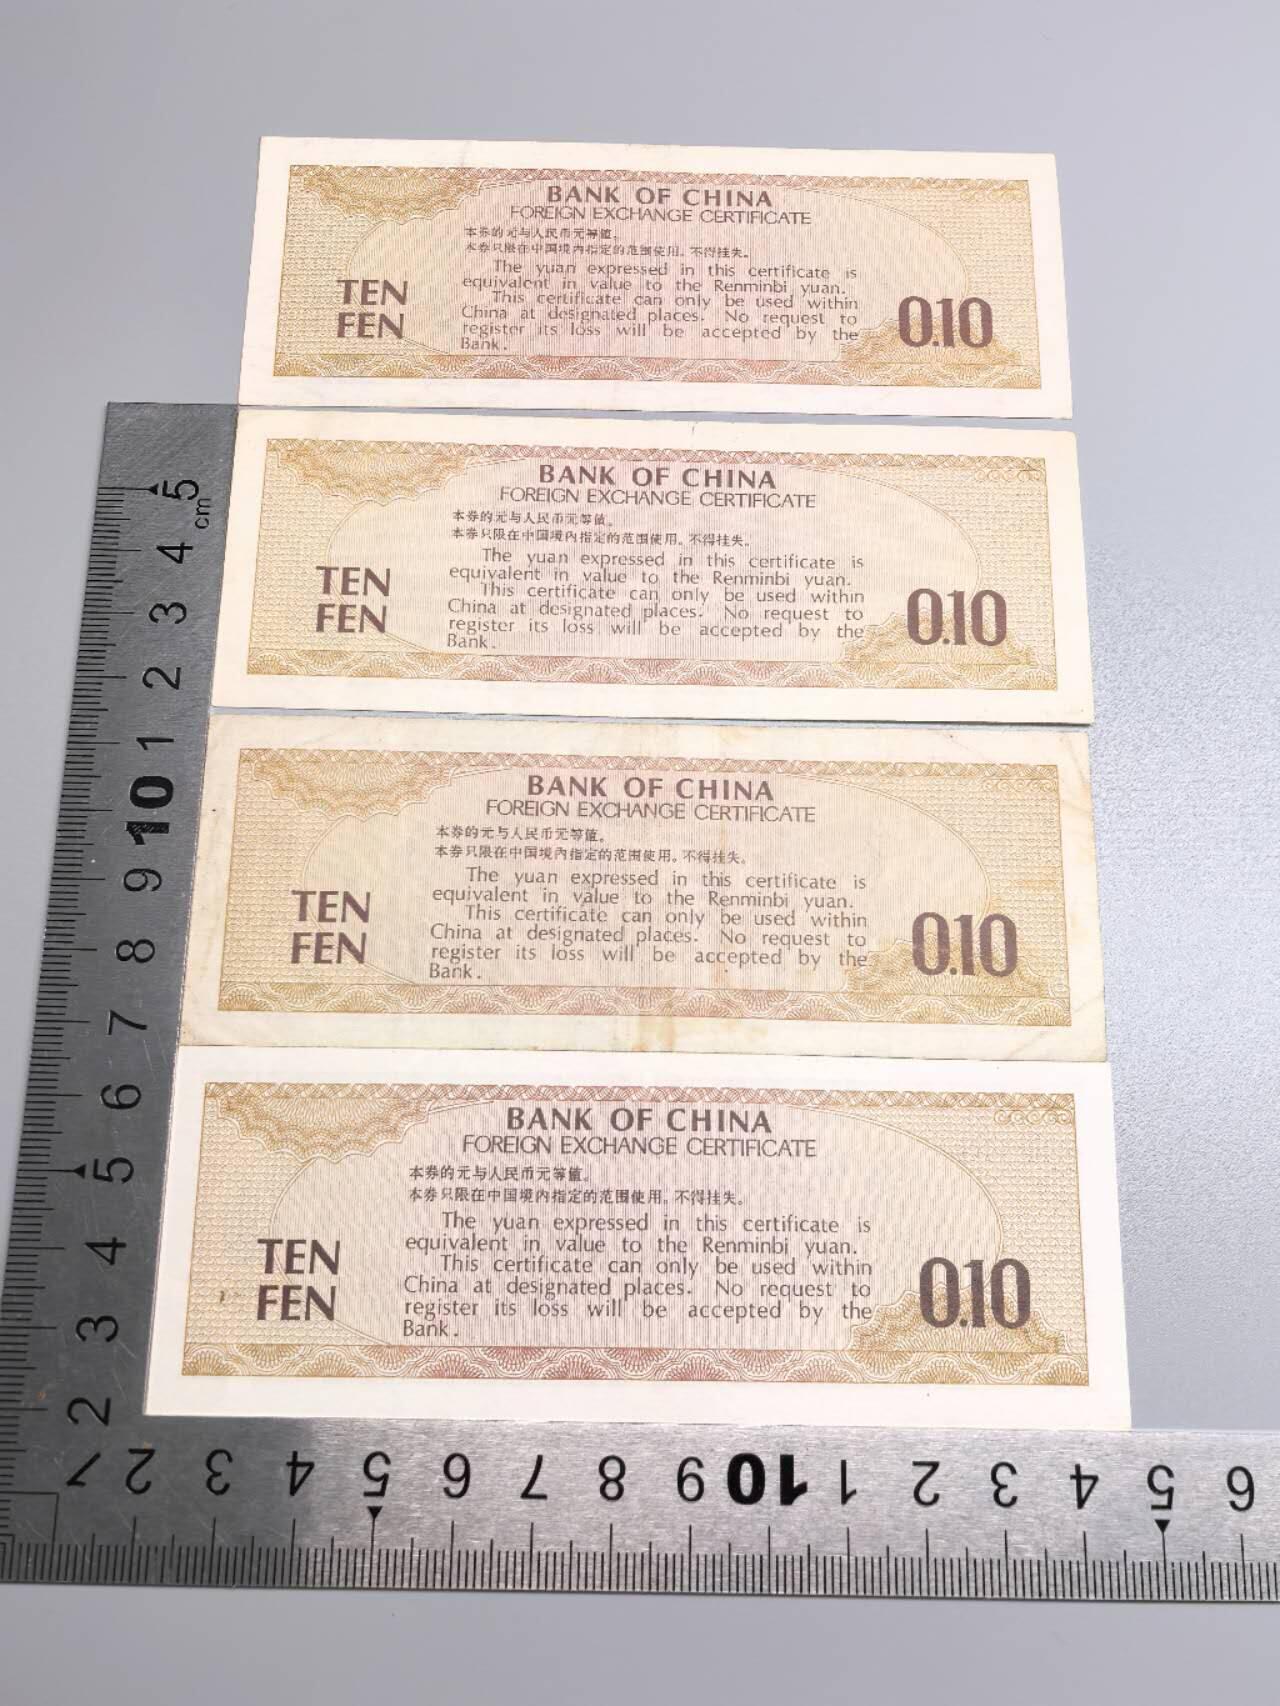 BANK OF CHINA
FOREIGN EXCHANGE CERTIFICATE
本券的元与人民币元等值。
本券只限在中国境内指定的范围使用。不得挂失。
The yuan expressed in this certificate is
equivalent in value to the Renminbi yuan.
This certificate can only be used within
China at designated places. No request to
register its loss will be accepted by the
Bank.
TEN
FEN
0.10
BANK OF CHINA
FOREIGN EXCHANGE CERTIFICATE
本券的元与人民币元等值。
本券只限在中国境内指定的范围使用。不得挂失。
The yuan expressed in this certificate is
equivalent in value to the Renminbi yuan.
This certificate can only be used within
China at designated places. No request to
register its loss will be accepted by the
Bank.
TEN
FEN
0.10
BANK OF CHINA
FOREIGN EXCHANGE CERTIFICATE
本券的元与人民币元等值。
本券只限在中国境内指定的范围使用。不得挂失。
The yuan expressed in this certificate is
equivalent in value to the Renminbi yuan.
This certificate can only be used within
China at designated places. No request to
register its loss will be accepted by the
Bank.
TEN
FEN
0.10
BANK OF CHINA
FOREIGN EXCHANGE CERTIFICATE
本券的元与人民币元等值。
本券只限在中国境内指定的范围使用。不得挂失。
The yuan expressed in this certificate is
equivalent in value to the Renminbi yuan.
This certificate can only be used within
China at designated places. No request to
register its loss will be accepted by the
Bank.
TEN
FEN
0.10
cm 5 4 3 2 1 10 9 8 7 6 5 4 3 2
1 2 3 4 5 6 7 8 9 10 1 2 3 4 5 6